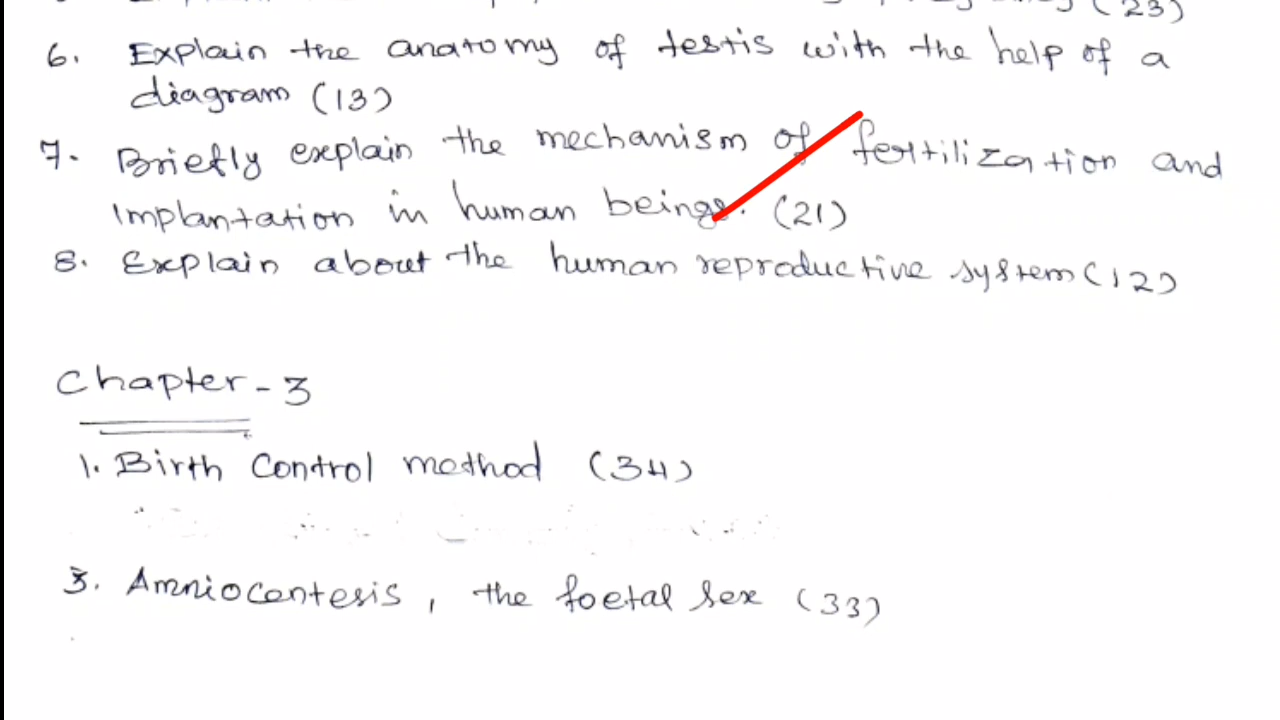 (23)
6. Explain the anatomy of testis with the help of a
diagram (13)
7. Briefly explain the mechanism of fertilization and
implantation in human beings. (21)
8. Explain about the human reproductive system (12)
Chapter-3
1. Birth control method (34)
3. Amniocentesis, the foetal sex (33)